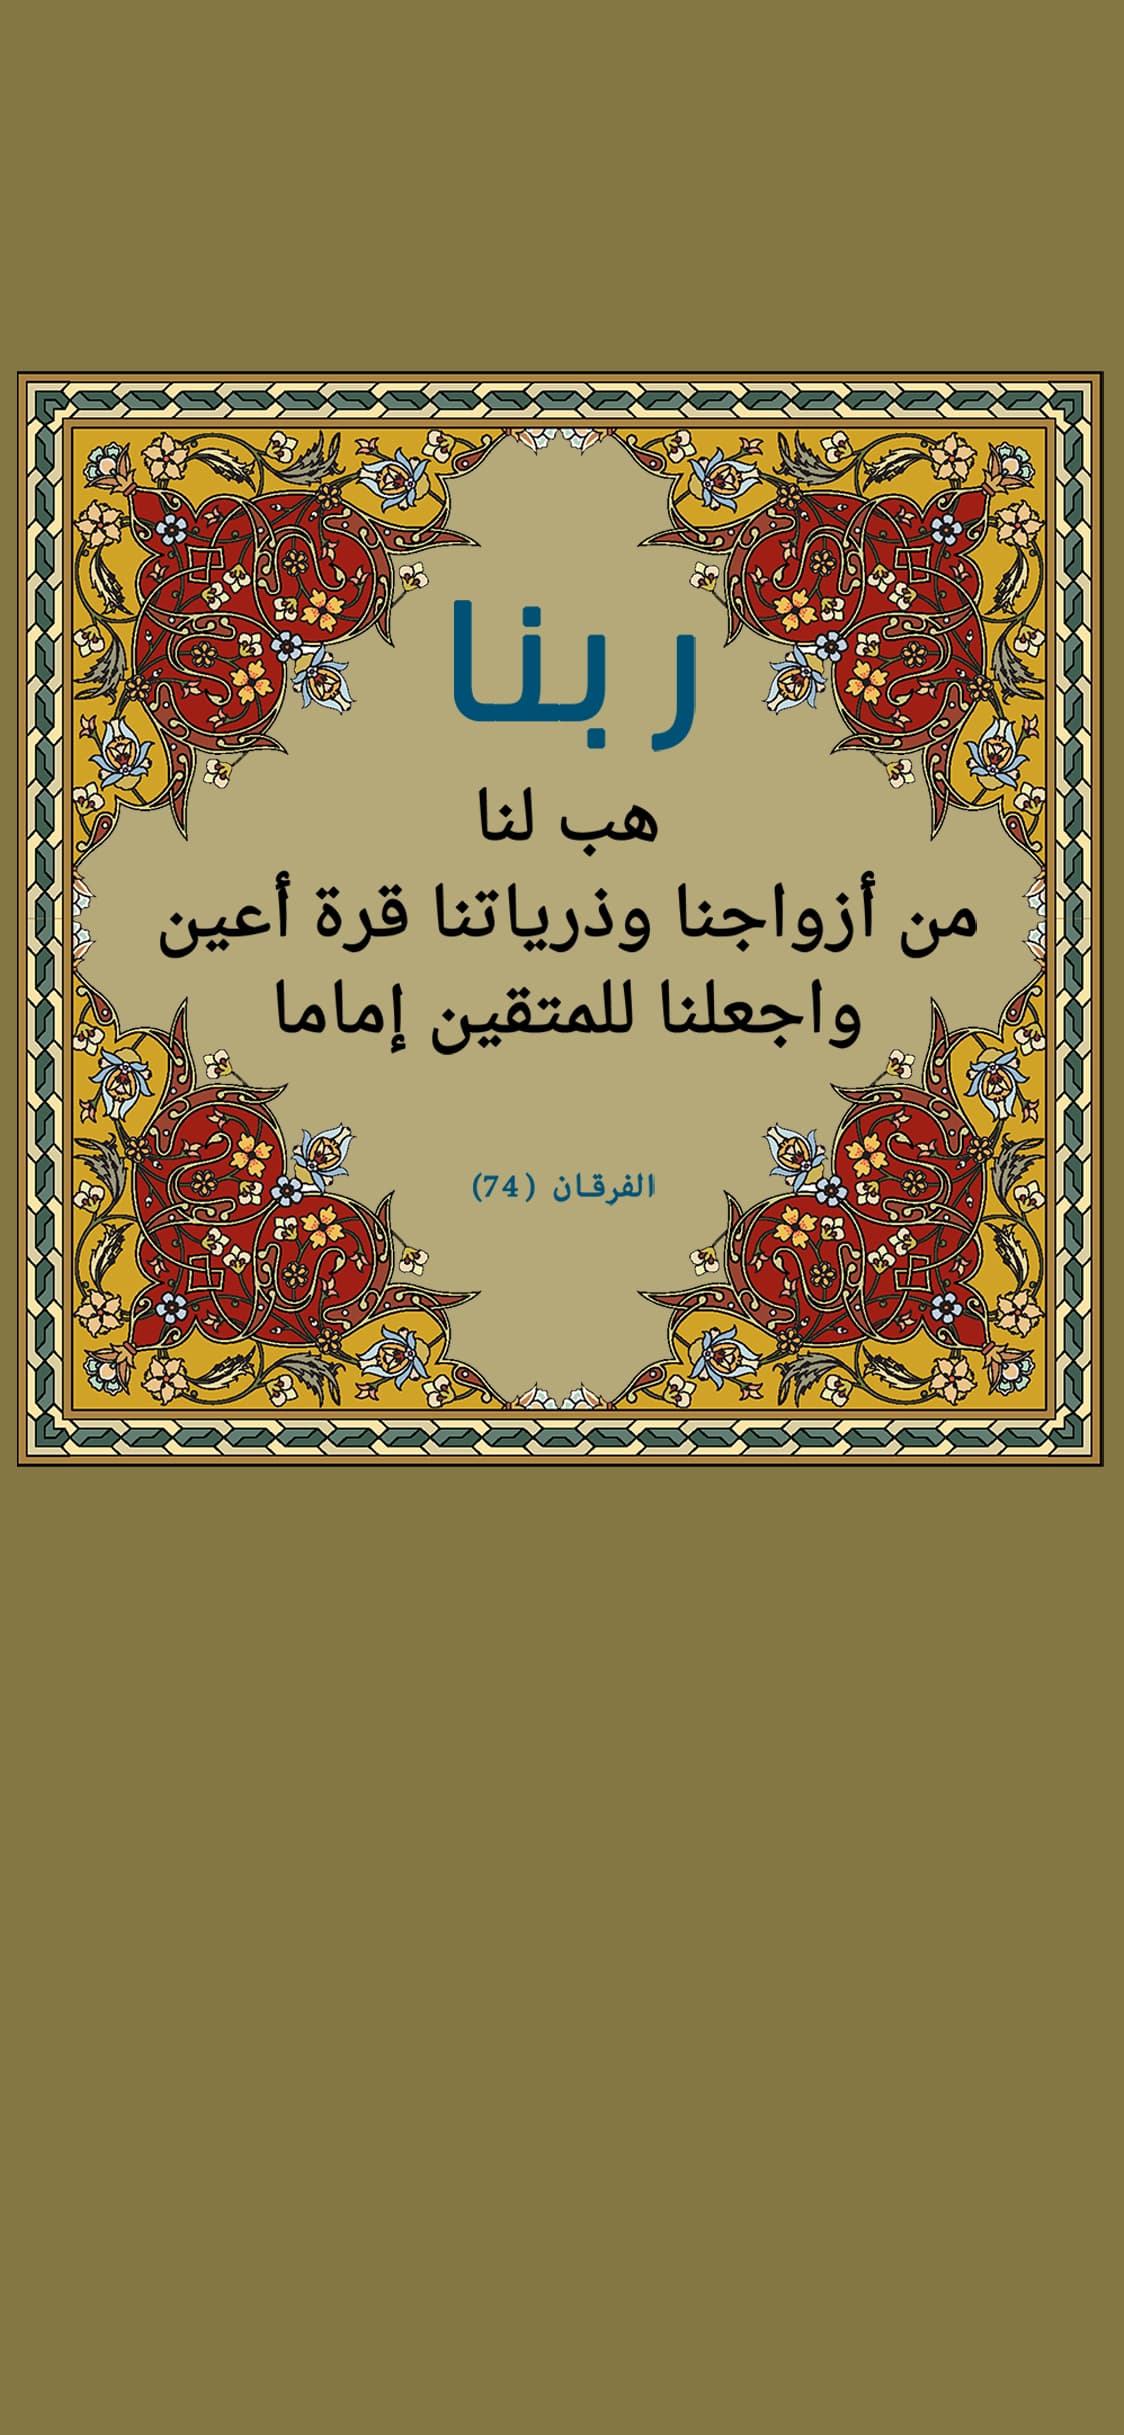 ربنا
هب لنا
من أزواجنا وذرياتنا قرة أعين
واجعلنا للمتقين إماما
الفرقان (74)